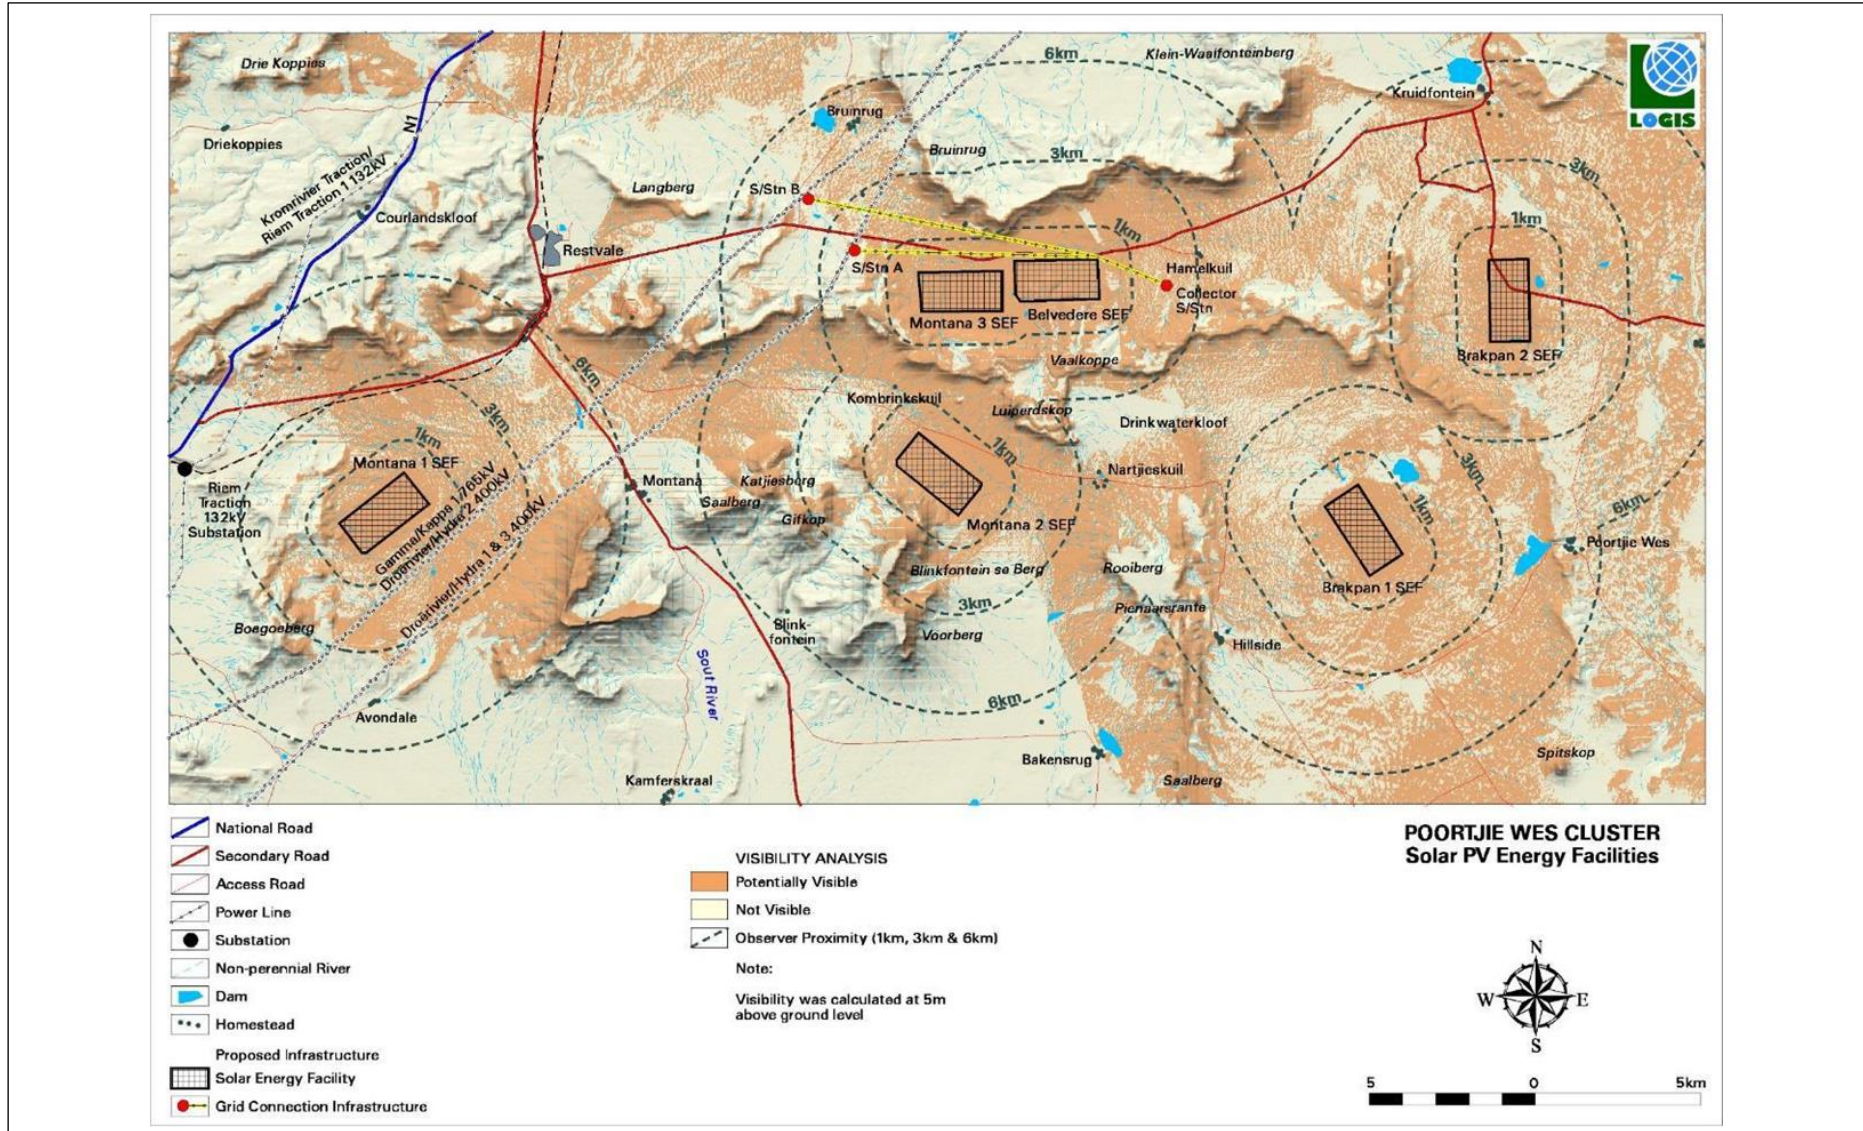 6km
Klein-Waaifonteinberg
Drie Koppies
LOGIS
Kruidfontein
Bruinrug
N1
Driekoppies
Bruinrug
3km
3km
Kromrivier Traction/
Riem Traction 1 132kV
Langberg
S/Stn B
Courlandskloof
1km
1km
Restvale
S/Stn A
Hamelkuil
Collector
S/Stn
Montana 3 SEF
Belvedere SEF
Vaalkoppe
Brakpan 2 SEF
6km
Kombrinkskuil
Luiperdskop
3km
Drinkwaterkloof
1km
Montana 1 SEF
1km
Nartjieskuil
3km
Riem
Traction
132kV
Substation
Montana
Katjiesberg
Saalberg
Gifkop
Montana 2 SEF
1km
6km
Gamma/Kappa 1 765kV
Droërivier/Hydra 2 400kV
Droërivier/Hydra 1 & 3 400kV
Poortjie Wes
Blinkfontein se Berg
Rooiberg
Brakpan 1 SEF
3km
Pienaarsrante
Boegoeberg
Blink-
fontein
Voorberg
Hillside
Sout River
6km
Avondale
Bakensrug
Spitskop
Kamferskraal
Saalberg
National Road
Secondary Road
Access Road
Power Line
Substation
Non-perennial River
Dam
Homestead
Proposed Infrastructure
Solar Energy Facility
Grid Connection Infrastructure
VISIBILITY ANALYSIS
Potentially Visible
Not Visible
Observer Proximity (1km, 3km & 6km)
Note:
Visibility was calculated at 5m
above ground level
POORTJIE WES CLUSTER
Solar PV Energy Facilities
N
W
E
S
5
0
5km